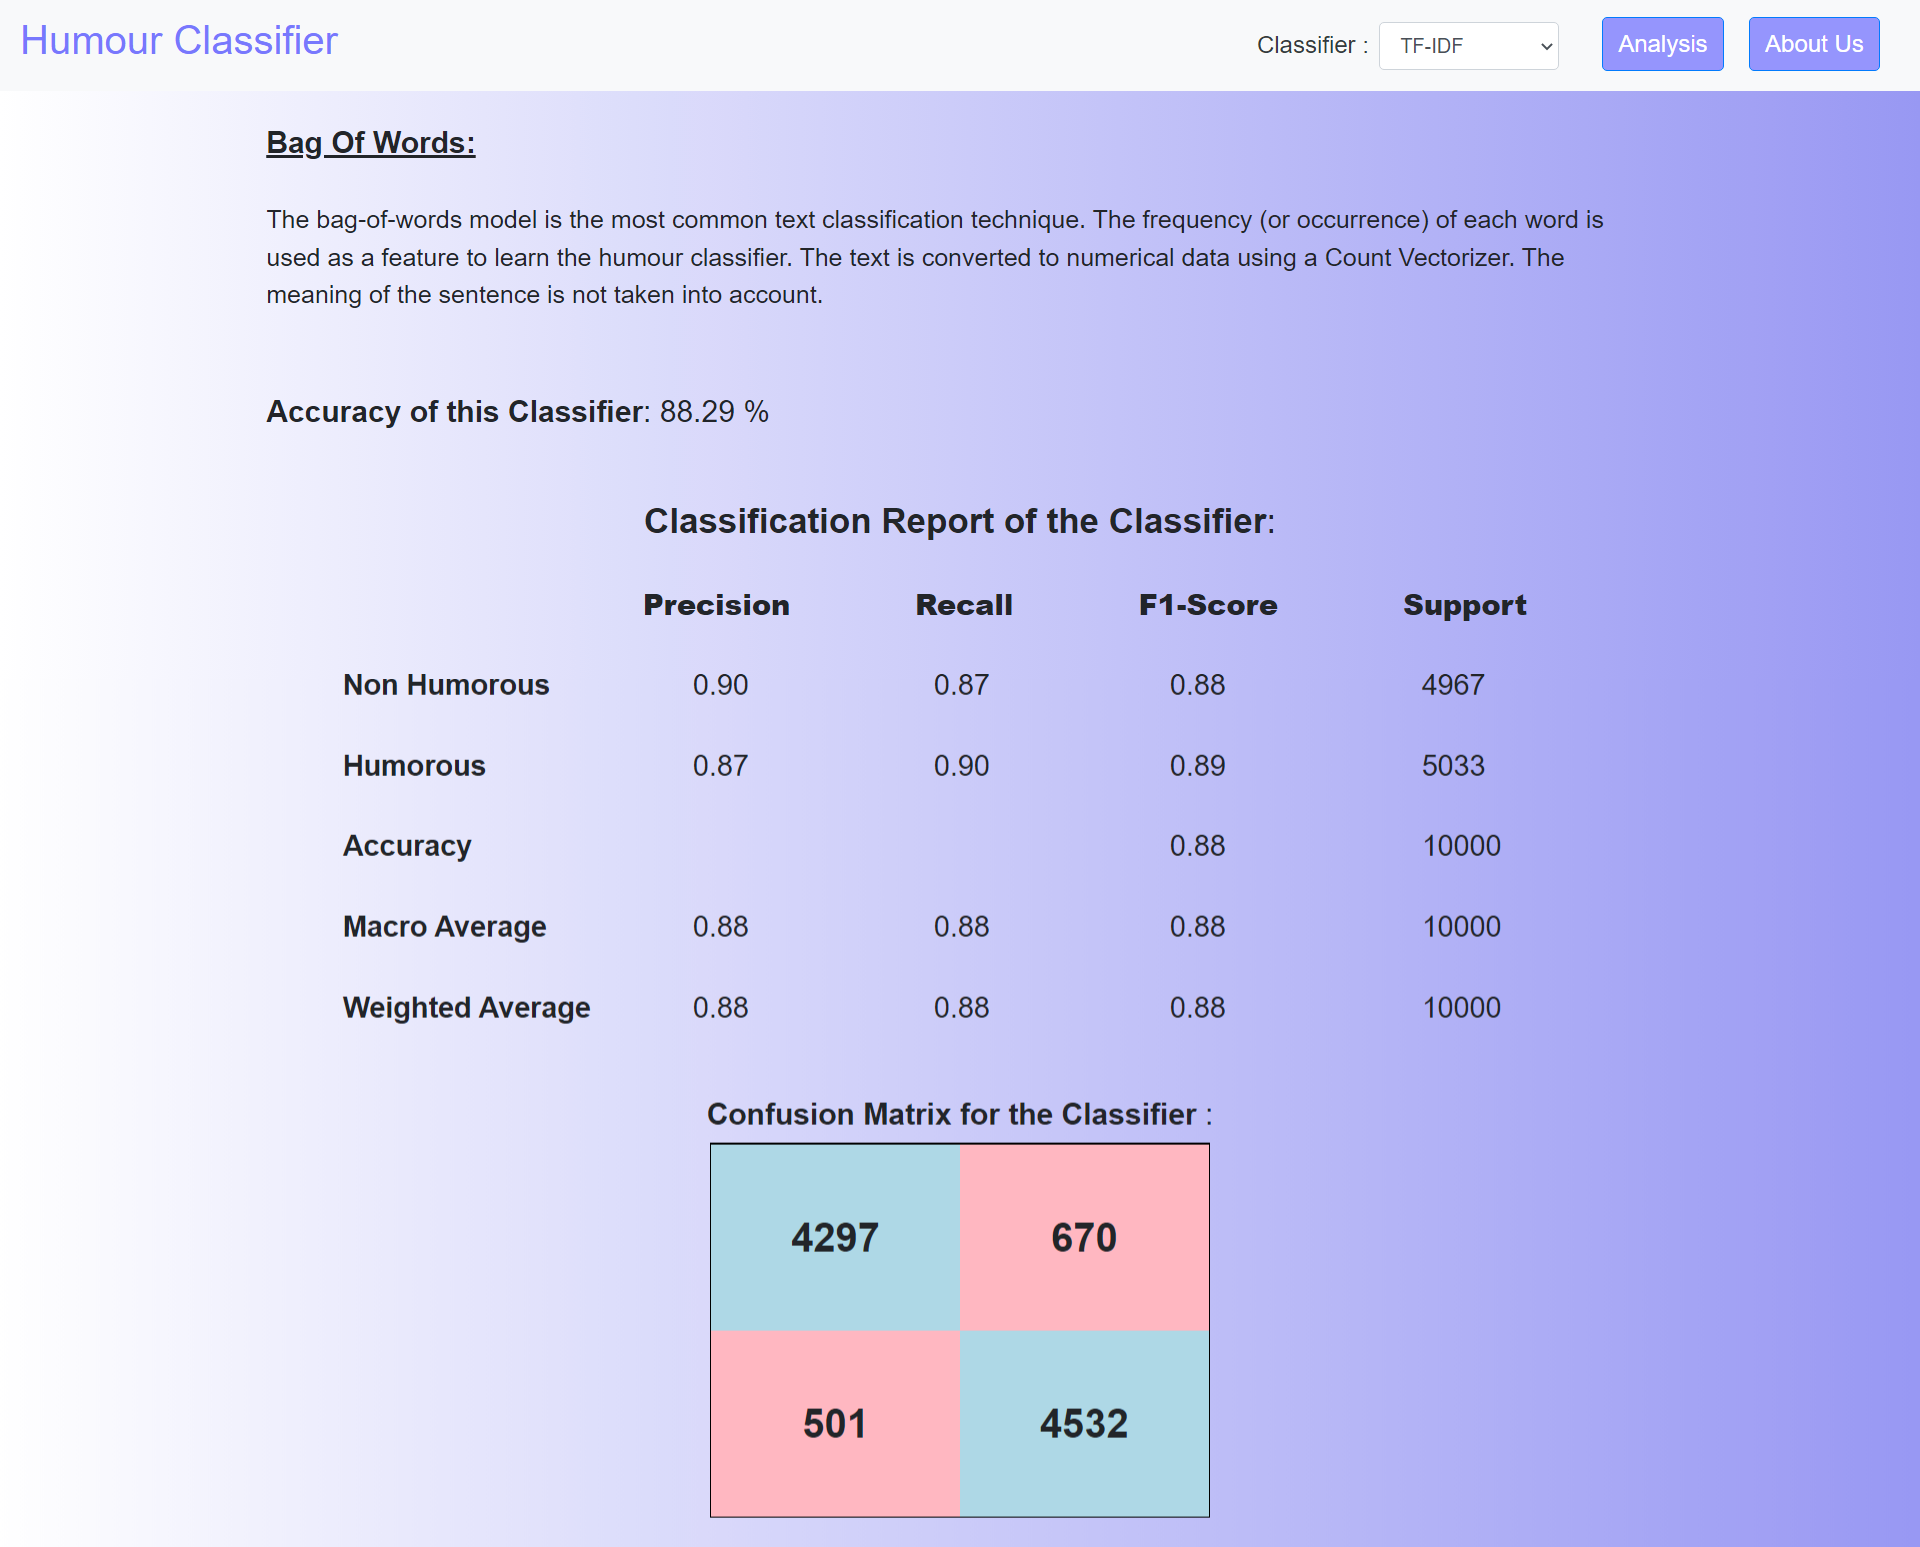 Humour Classifier
Classifier : TF-IDF Analysis About Us
Bag Of Words:
The bag-of-words model is the most common text classification technique. The frequency (or occurrence) of each word is
used as a feature to learn the humour classifier. The text is converted to numerical data using a Count Vectorizer. The
meaning of the sentence is not taken into account.
Accuracy of this Classifier: 88.29 %
Classification Report of the Classifier:
Precision Recall F1-Score Support
Non Humorous 0.90 0.87 0.88 4967
Humorous 0.87 0.90 0.89 5033
Accuracy 0.88 10000
Macro Average 0.88 0.88 0.88 10000
Weighted Average 0.88 0.88 0.88 10000
Confusion Matrix for the Classifier :
4297 670
501 4532